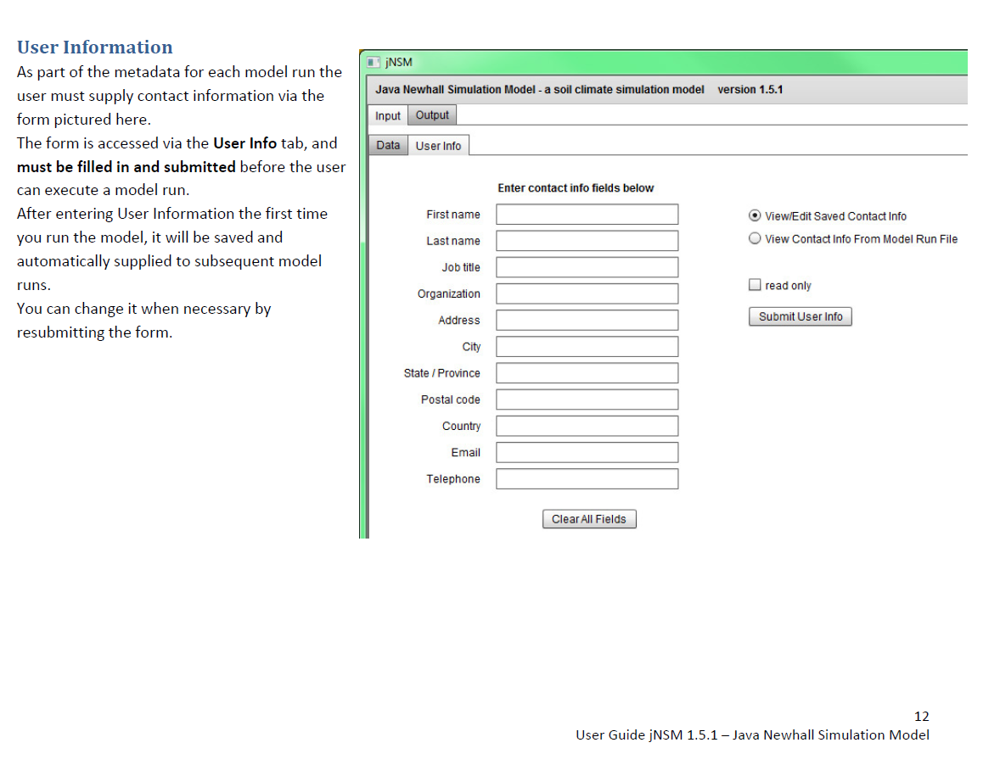 User Information
As part of the metadata for each model run the
user must supply contact information via the
form pictured here.
The form is accessed via the User Info tab, and
must be filled in and submitted before the user
can execute a model run.
After entering User Information the first time
you run the model, it will be saved and
automatically supplied to subsequent model
runs.
You can change it when necessary by
resubmitting the form.
jNSM
Java Newhall Simulation Model - a soil climate simulation model version 1.5.1
Input Output
Data User Info
Enter contact info fields below
First name
Last name
Job title
Organization
Address
City
State / Province
Postal code
Country
Email
Telephone
Clear All Fields
View/Edit Saved Contact Info
View Contact Info From Model Run File
read only
Submit User Info
12
User Guide jNSM 1.5.1 – Java Newhall Simulation Model